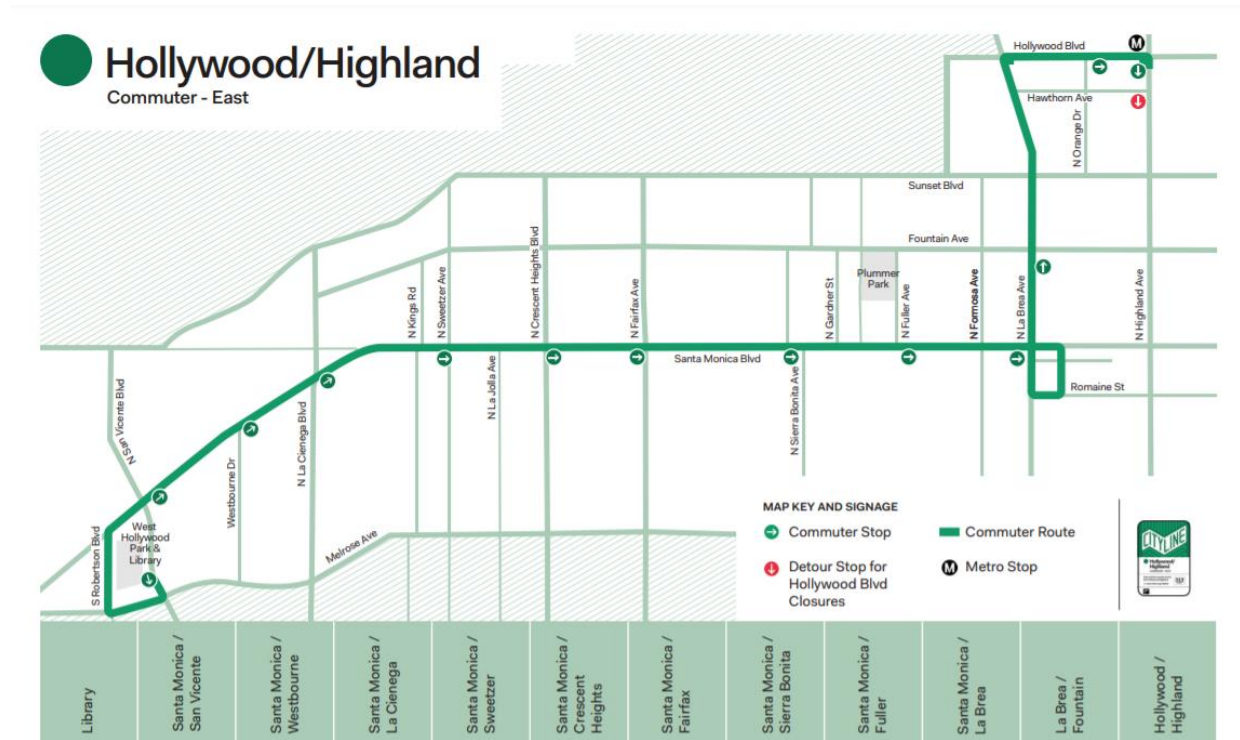 Hollywood/Highland
Commuter - East
Hollywood Blvd
M
Hawthorn Ave
N Orange Dr
Sunset Blvd
Fountain Ave
N Kings Rd
N Sweetzer Ave
N Crescent Heights Blvd
N Fairfax Ave
N Gardner St
Plummer
Park
N Fuller Ave
N Formosa Ave
N La Brea Ave
N Highland Ave
Santa Monica Blvd
N La Jolla Ave
N Sierra Bonita Ave
Romaine St
N San
Vicente Blvd
N La Cienega Blvd
Westbourne Dr
Melrose Ave
S Robertson Blvd
West
Hollywood
Park &
Library
MAP KEY AND SIGNAGE
Commuter Stop
Commuter Route
Detour Stop for
Hollywood Blvd
Closures
M
Metro Stop
CITYLINE
Hollywood/
Highland
Library
Santa Monica /
San Vicente
Santa Monica /
Westbourne
Santa Monica /
La Cienega
Santa Monica /
Sweetzer
Santa Monica /
Crescent
Heights
Santa Monica /
Fairfax
Santa Monica /
Sierra Bonita
Santa Monica /
Fuller
Santa Monica /
La Brea
La Brea /
Fountain
Hollywood /
Highland